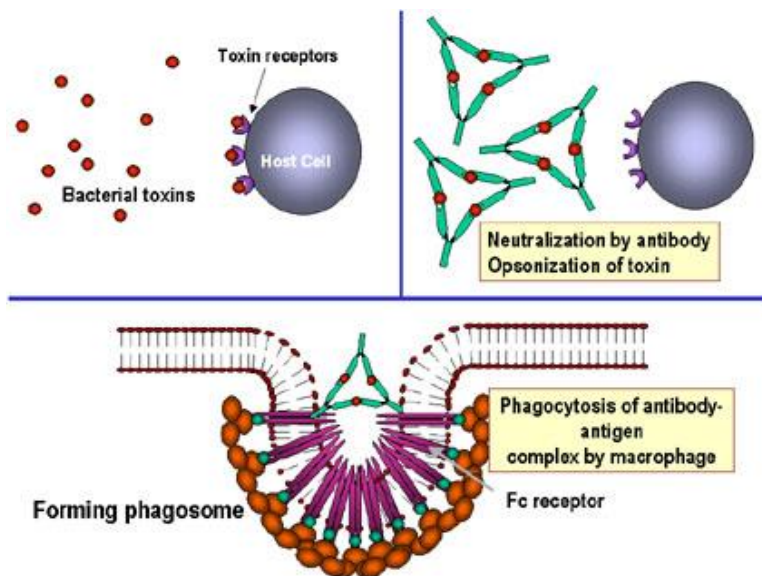 Toxin receptors
Host Cell
Bacterial toxins
Neutralization by antibody
Opsonization of toxin
Phagocytosis of antibody-
antigen
complex by macrophage
Fc receptor
Forming phagosome